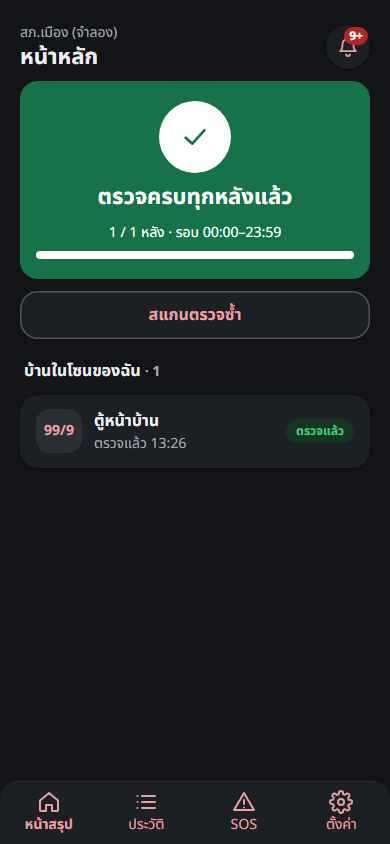 สภ.เมือง (จำลอง)
หน้าหลัก
9+
ตรวจครบทุกหลังแล้ว
1 / 1 หลัง · รอบ 00:00–23:59
สแกนตรวจซ้ำ
บ้านในโซนของฉัน · 1
99/9
ตู้หน้าบ้าน
ตรวจแล้ว 13:26
ตรวจแล้ว
หน้าสรุป
ประวัติ
SOS
ตั้งค่า